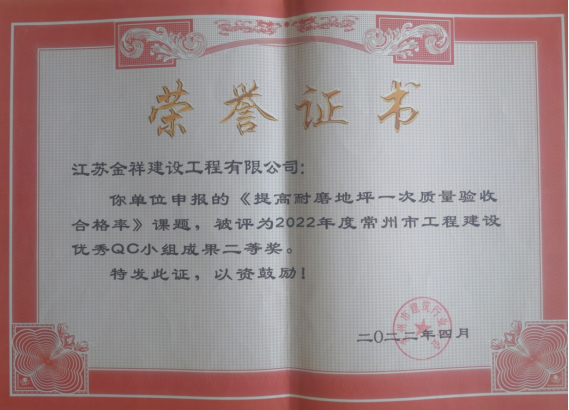 荣誉证书
江苏金祥建设工程有限公司:
你单位申报的《提高耐磨地坪一次质量验收
合格率》课题，被评为2022年度常州市工程建设
优秀QC小组成果二等奖。
特发此证，以资鼓励！
二〇二二年四月